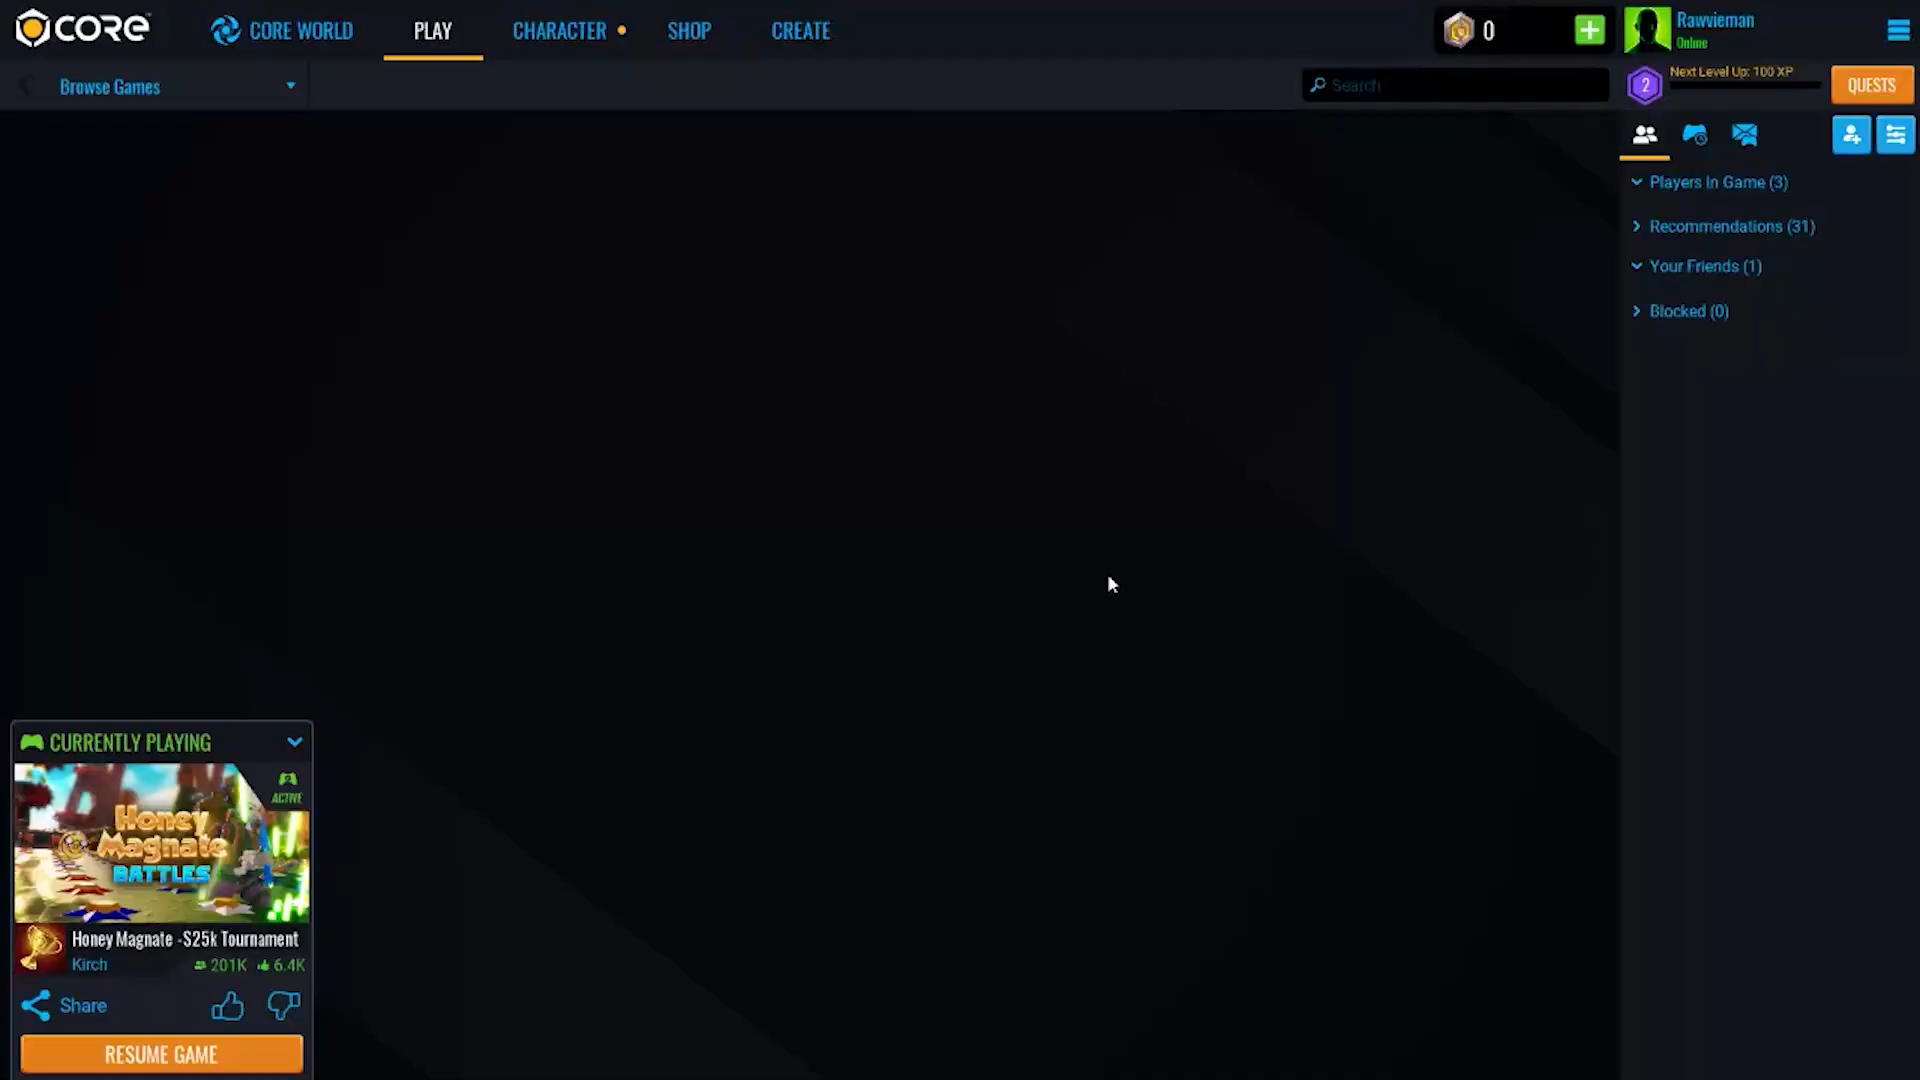 CORE
CORE WORLD
PLAY
CHARACTER
SHOP
CREATE
0
Rawvieman
Online
Browse Games
Search
2
Next Level Up: 100 XP
QUESTS
Players In Game (3)
Recommendations (31)
Your Friends (1)
Blocked (0)
CURRENTLY PLAYING
ACTIVE
Honey
Magnate
BATTLES
Honey Magnate -S25k Tournament
Kirch
201K
6.4K
Share
RESUME GAME